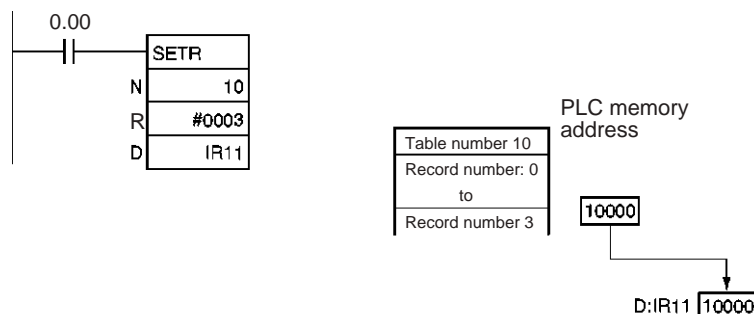 0.00
SETR
N 10
R #0003
D IR11
PLC memory
address
Table number 10
Record number: 0
to
Record number 3
10000
D:IR11 10000